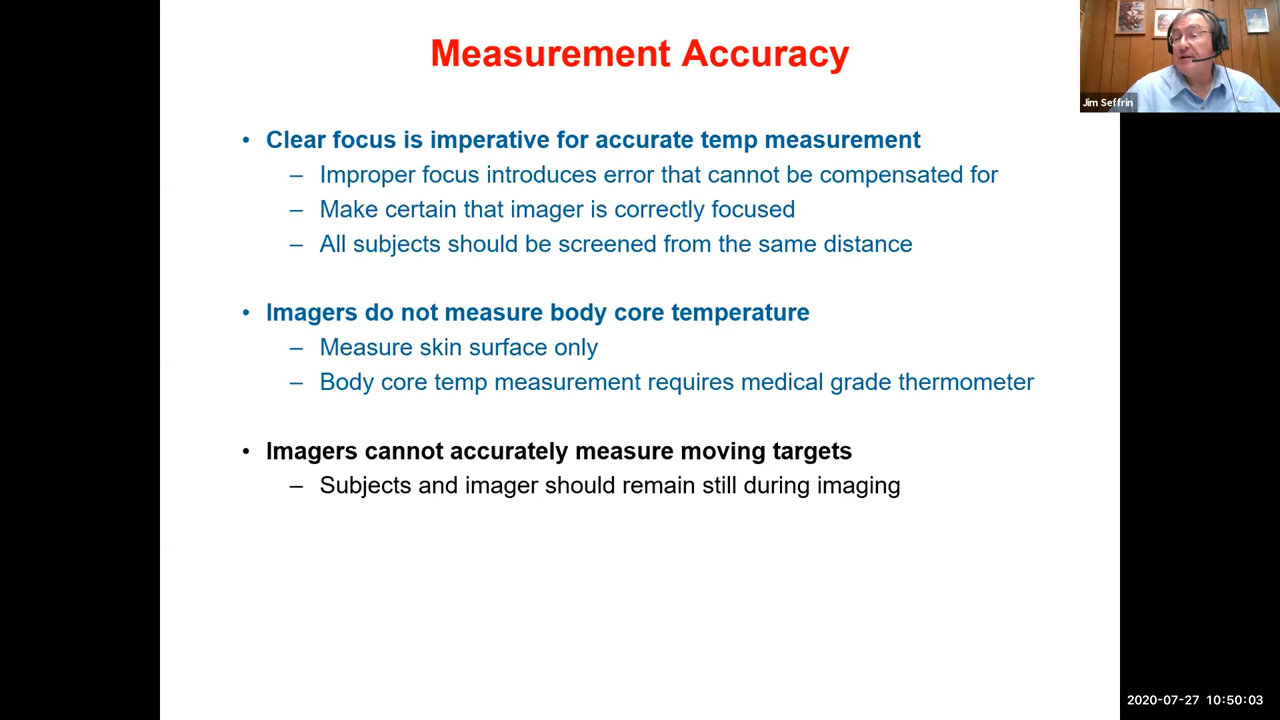 Measurement Accuracy
• Clear focus is imperative for accurate temp measurement
– Improper focus introduces error that cannot be compensated for
– Make certain that imager is correctly focused
– All subjects should be screened from the same distance
• Imagers do not measure body core temperature
– Measure skin surface only
– Body core temp measurement requires medical grade thermometer
• Imagers cannot accurately measure moving targets
– Subjects and imager should remain still during imaging
Jim Seffrin
2020-07-27 10:50:03